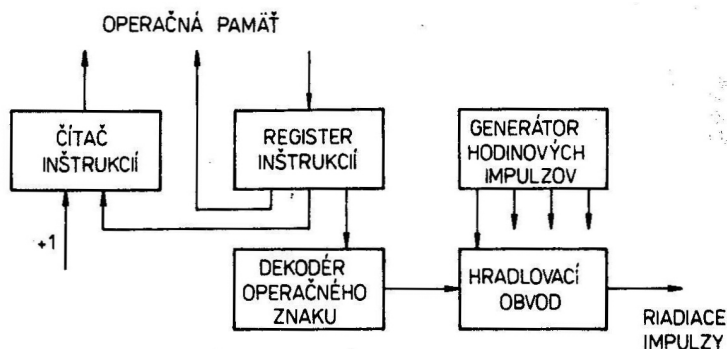 OPERAČNÁ PAMÄŤ
ČÍTAČ
INŠTRUKCIÍ
REGISTER
INŠTRUKCIÍ
GENERÁTOR
HODINOVÝCH
IMPULZOV
+1
DEKODÉR
OPERAČNÉHO
ZNAKU
HRADLOVACÍ
OBVOD
RIADIACE
IMPULZY